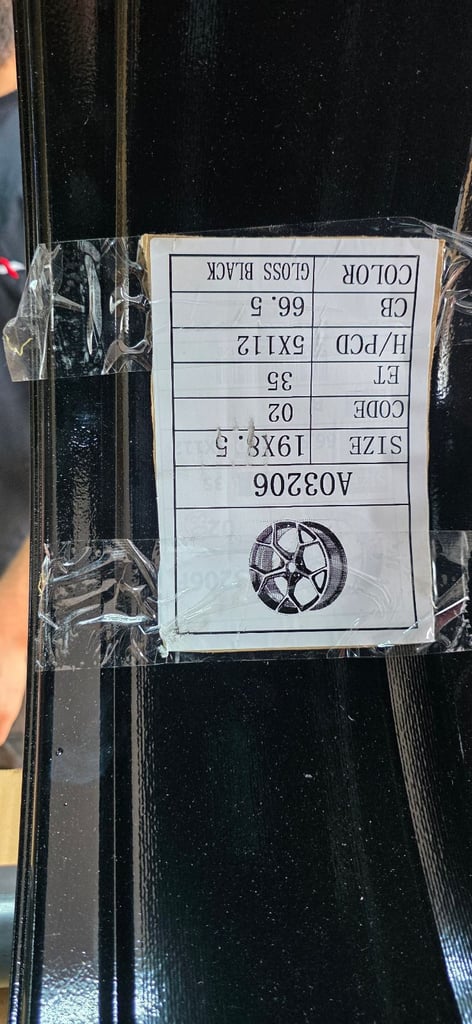 A03206
SIZE 19X8.5
CODE 02
ET 35
H/PCD 5X112
CB 66.5
COLOR GLOSS BLACK